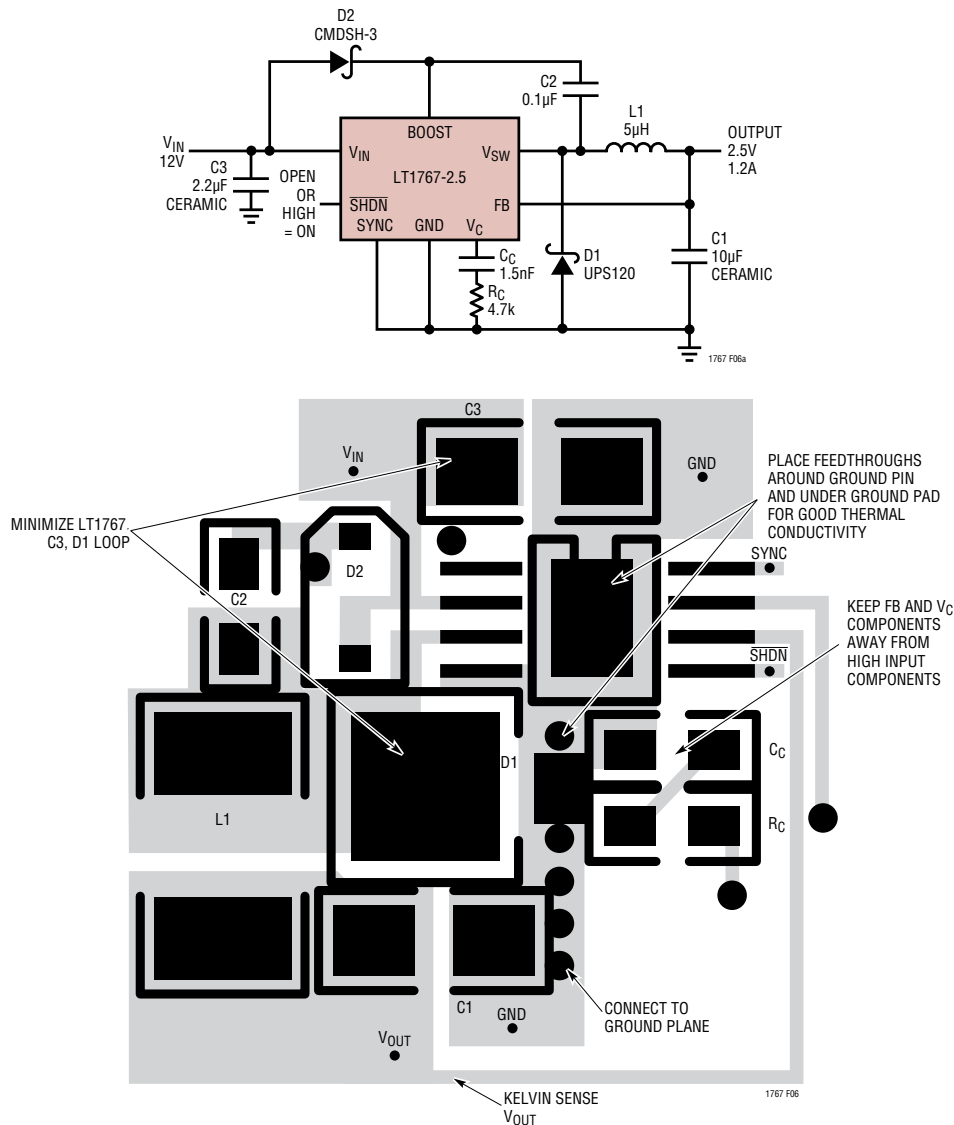 D2
CMDSH-3
C2
0.1µF
L1
5µH
OUTPUT
2.5V
1.2A
VIN
12V
C3
2.2µF
CERAMIC
OPEN
OR
HIGH
= ON
BOOST
VIN
VSW
LT1767-2.5
SHDN
FB
SYNC
GND
VC
CC
1.5nF
RC
4.7k
D1
UPS120
C1
10µF
CERAMIC
1767 F06a
C3
VIN
GND
PLACE FEEDTHROUGHS
AROUND GROUND PIN
AND UNDER GROUND PAD
FOR GOOD THERMAL
CONDUCTIVITY
MINIMIZE LT1767,
C3, D1 LOOP
SYNC
D2
C2
KEEP FB AND VC
COMPONENTS
AWAY FROM
HIGH INPUT
COMPONENTS
SHDN
D1
CC
L1
RC
C1
GND
CONNECT TO
GROUND PLANE
VOUT
KELVIN SENSE
VOUT
1767 F06